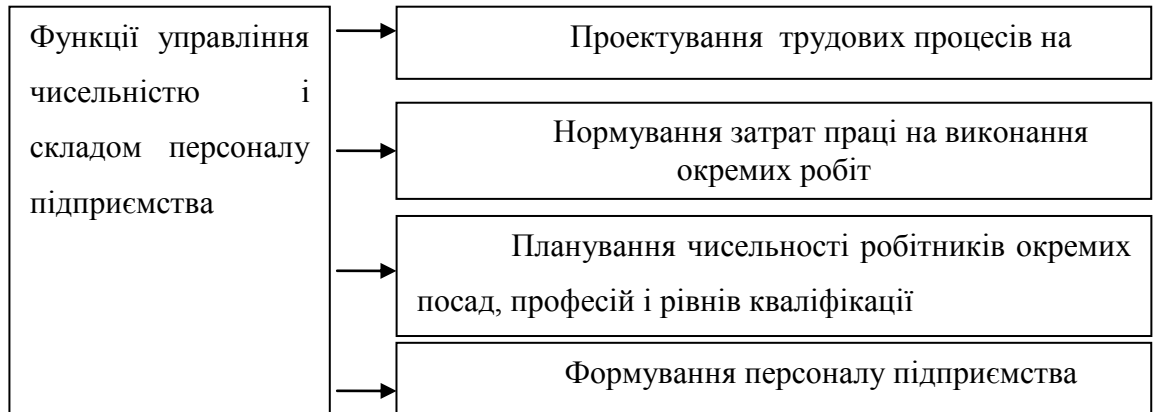 Функції управління
чисельністю і
складом персоналу
підприємства
Проектування трудових процесів на
Нормування затрат праці на виконання
окремих робіт
Планування чисельності робітників окремих
посад, професій і рівнів кваліфікації
Формування персоналу підприємства